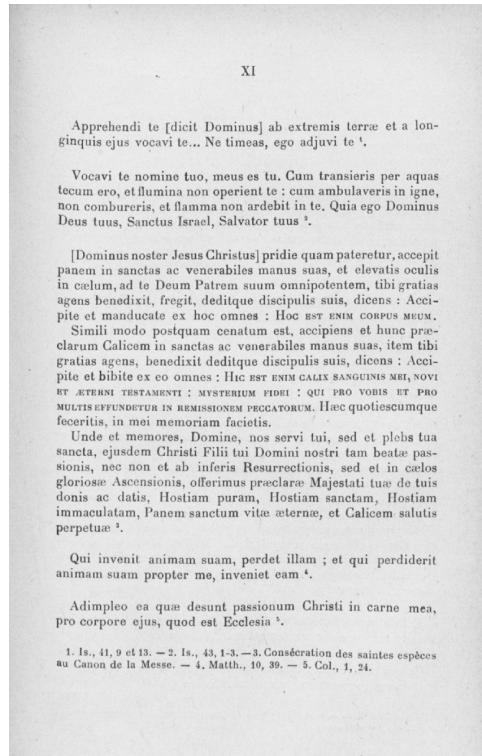 XI
Apprehendi te [dicit Dominus] ab extremis terræ et a lon-
ginquis ejus vocavi te... Ne timeas, ego adjuvi te ¹.
Vocavi te nomine tuo, meus es tu. Cum transieris per aquas
tecum ero, et flumina non operient te : cum ambulaveris in igne,
non combureris, et flamma non ardebit in te. Quia ego Dominus
Deus tuus, Sanctus Israel, Salvator tuus ².
[Dominus noster Jesus Christus] pridie quam pateretur, accepit
panem in sanctas ac venerabiles manus suas, et elevatis oculis
in cælum, ad te Deum Patrem suum omnipotentem, tibi gratias
agens benedixit, fregit, deditque discipulis suis, dicens : Acci-
pite et manducate ex hoc omnes : HOC EST ENIM CORPUS MEUM.
Simili modo postquam cenatum est, accipiens et hunc præ-
clarum Calicem in sanctas ac venerabiles manus suas, item tibi
gratias agens, benedixit deditque discipulis suis, dicens : Acci-
pite et bibite ex eo omnes : HIC EST ENIM CALIX SANGUINIS MEI, NOVI
ET ÆTERNI TESTAMENTI : MYSTERIUM FIDEI : QUI PRO VOBIS ET PRO
MULTIS EFFUNDETUR IN REMISSIONEM PECCATORUM. Hæc quotiescumque
feceritis, in mei memoriam facietis.
Unde et memores, Domine, nos servi tui, sed et plebs tua
sancta, ejusdem Christi Filii tui Domini nostri tam beatæ pas-
sionis, nec non et ab inferis Resurrectionis, sed et in cælos
gloriosæ Ascensionis, offerimus præclaræ Majestati tuæ de tuis
donis ac datis, Hostiam puram, Hostiam sanctam, Hostiam
immaculatam, Panem sanctum vitæ æternæ, et Calicem salutis
perpetuæ ³.
Qui invenit animam suam, perdet illam ; et qui perdiderit
animam suam propter me, inveniet eam ⁴.
Adimpleo ea quæ desunt passionum Christi in carne mea,
pro corpore ejus, quod est Ecclesia ⁵.
1. Is., 41, 9 et 13. — 2. Is., 43, 1-3. — 3. Consécration des saintes espèces
au Canon de la Messe. — 4. Matth., 10, 39. — 5. Col., 1, 24.